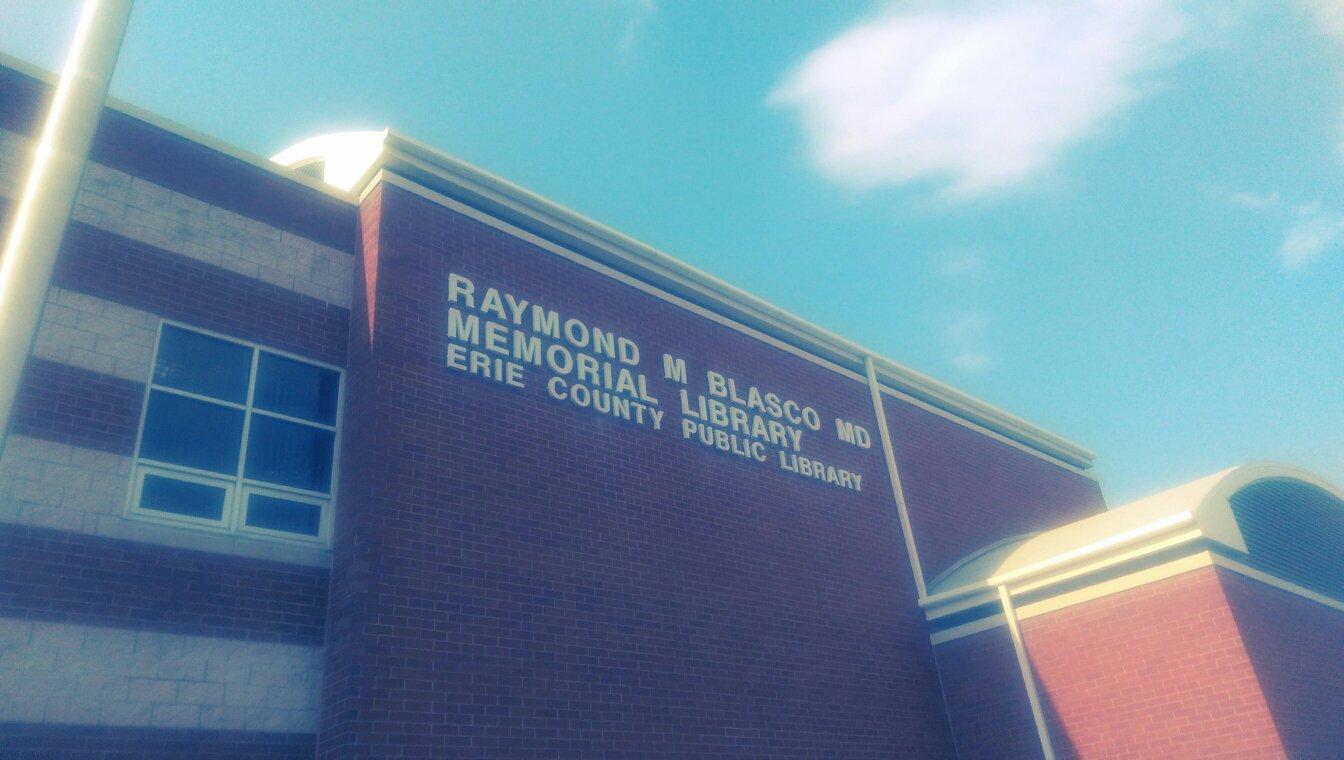 RAYMOND M BLASCO MD
MEMORIAL LIBRARY
ERIE COUNTY PUBLIC LIBRARY